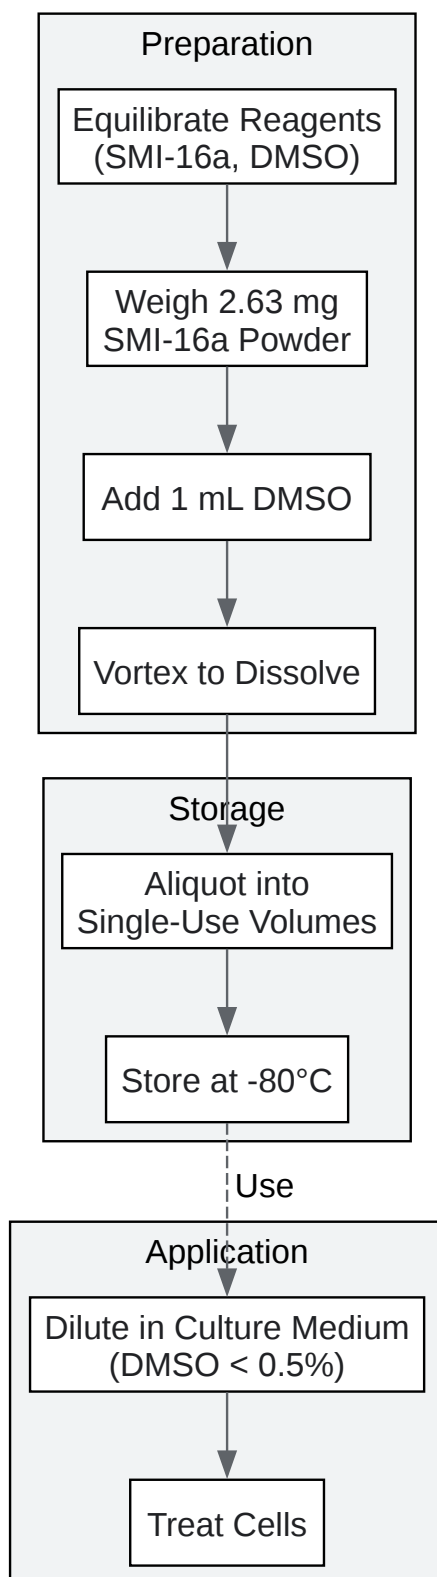 Preparation
Equilibrate Reagents
(SMI-16a, DMSO)
Weigh 2.63 mg
SMI-16a Powder
Add 1 mL DMSO
Vortex to Dissolve
Storage
Aliquot into
Single-Use Volumes
Store at -80°C
Use
Application
Dilute in Culture Medium
(DMSO < 0.5%)
Treat Cells